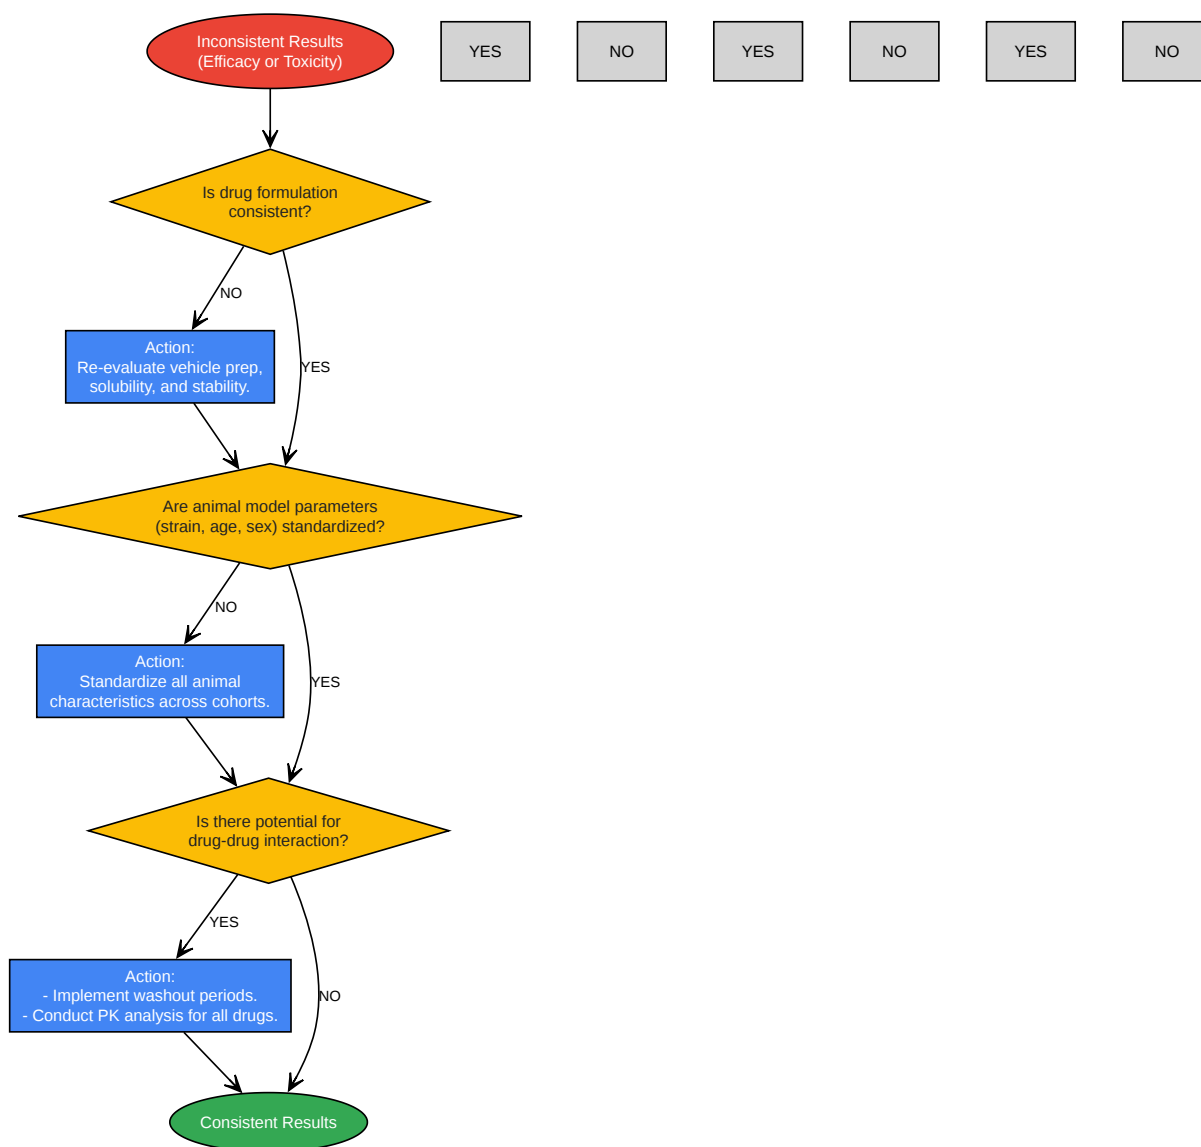 Inconsistent Results
(Efficacy or Toxicity)
YES
NO
YES
NO
YES
NO
Is drug formulation
consistent?
NO
Action:
Re-evaluate vehicle prep,
solubility, and stability.
YES
Are animal model parameters
(strain, age, sex) standardized?
NO
Action:
Standardize all animal
characteristics across cohorts.
YES
Is there potential for
drug-drug interaction?
YES
Action:
- Implement washout periods.
- Conduct PK analysis for all drugs.
NO
Consistent Results